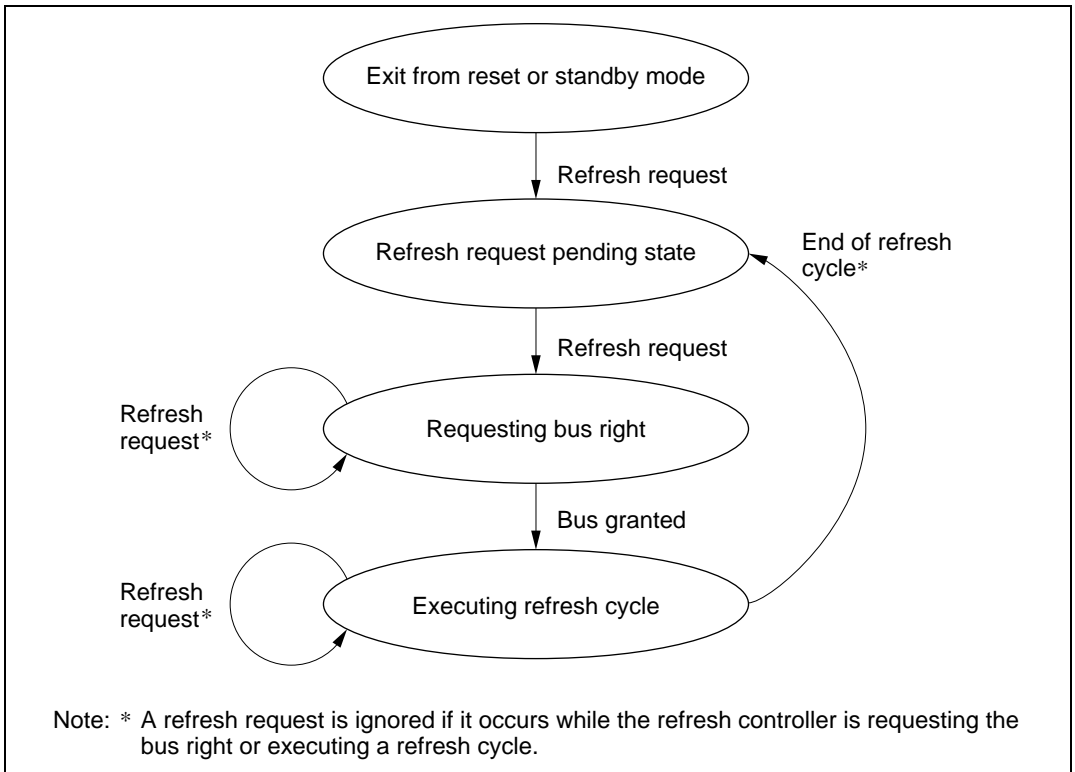 Exit from reset or standby mode
Refresh request
Refresh request pending state
End of refresh
cycle*
Refresh request
Refresh
request*
Requesting bus right
Bus granted
Refresh
request*
Executing refresh cycle
Note: * A refresh request is ignored if it occurs while the refresh controller is requesting the
bus right or executing a refresh cycle.